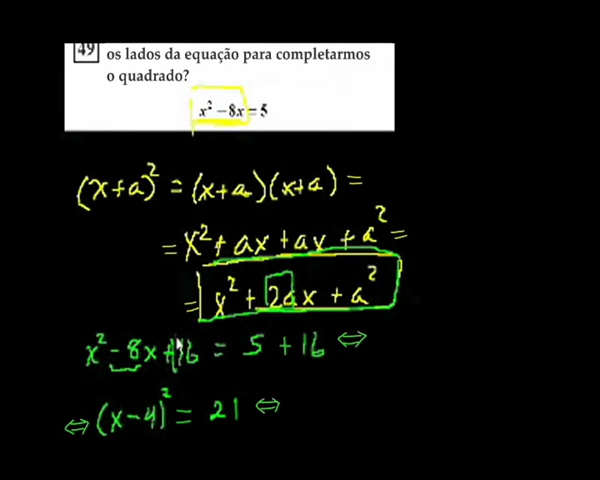 49 os lados da equação para completarmos
o quadrado?
x² − 8x = 5
(x+a)² = (x+a)(x+a) =
= x² + ax + ax + a² =
= x² + 2ax + a²
x² − 8x + 16 = 5 + 16 ⇔
⇔ (x−4)² = 21 ⇔